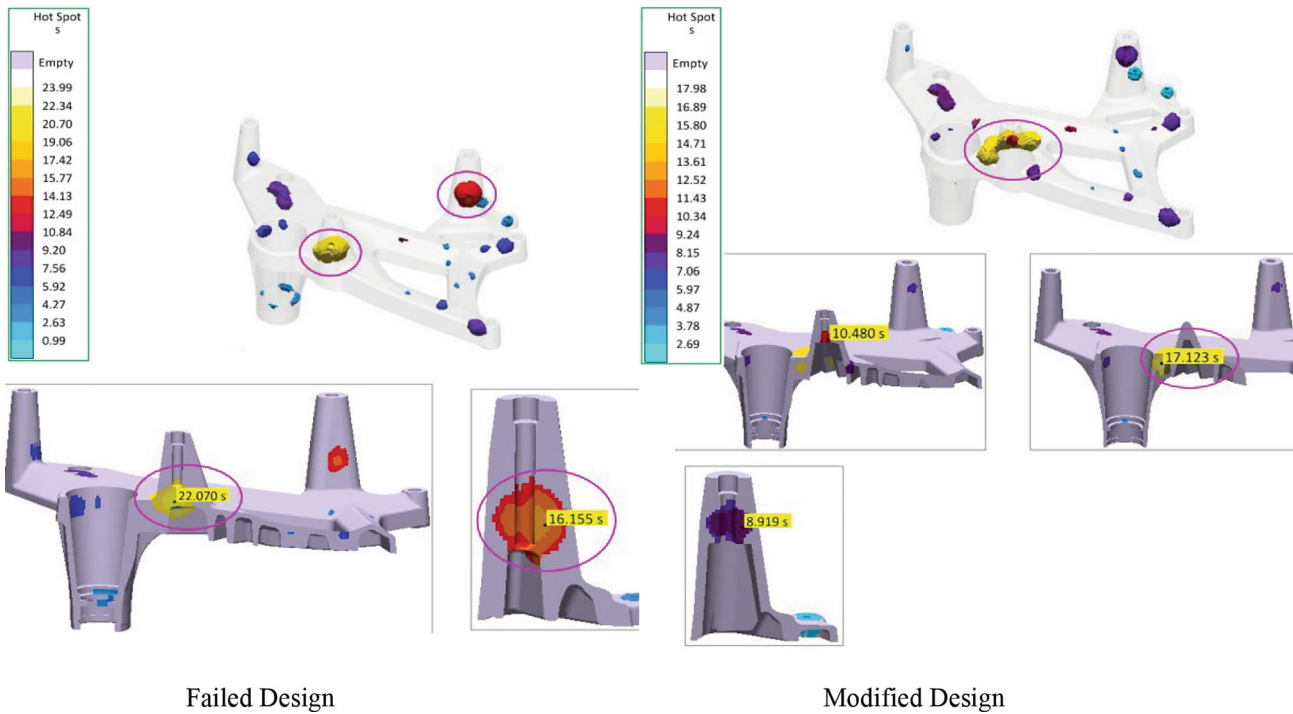 Hot Spot
s
Empty
23.99
22.34
20.70
19.06
17.42
15.77
14.13
12.49
10.84
9.20
7.56
5.92
4.27
2.63
0.99
22.070 s
16.155 s
Failed Design
Hot Spot
s
Empty
17.98
16.89
15.80
14.71
13.61
12.52
11.43
10.34
9.24
8.15
7.06
5.97
4.87
3.78
2.69
10.480 s
17.123 s
8.919 s
Modified Design